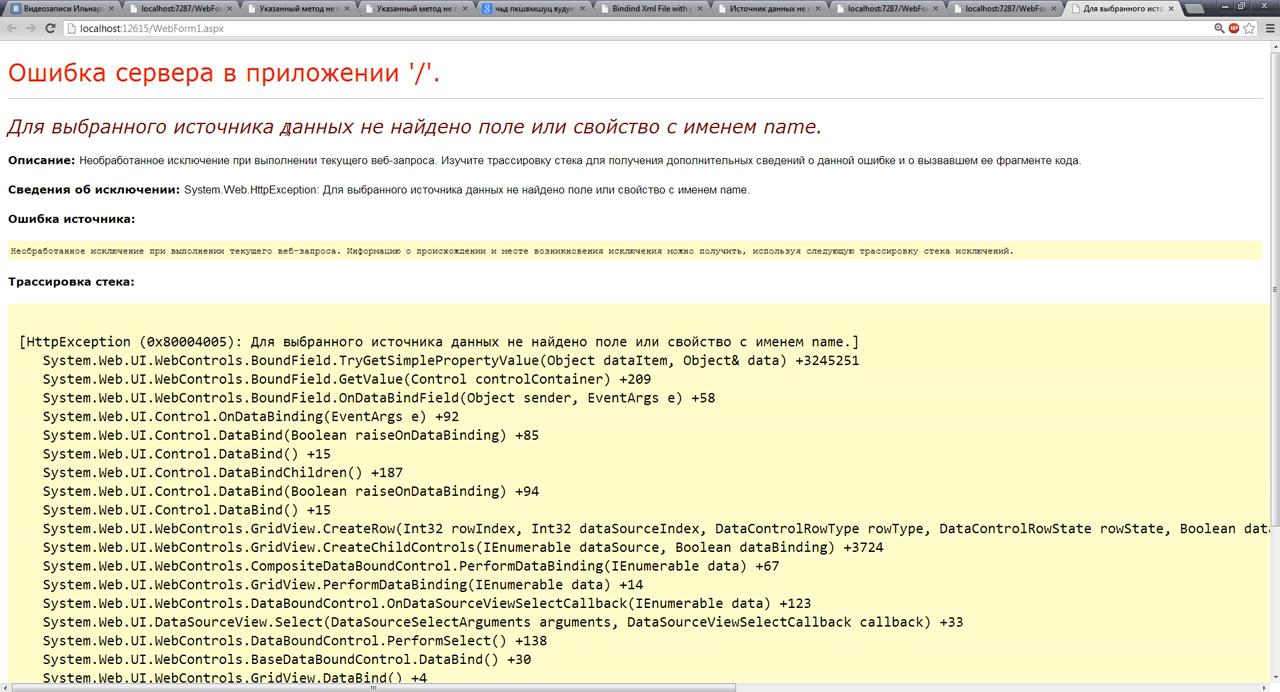 Видеозаписи Ильнар
localhost:7287/WebFor
Указанный метод не п
Указанный метод не п
чьд пкшвмшуц вудуе
Bindind Xml File with g
Источник данных не п
localhost:7287/WebFor
localhost:7287/WebFor
Для выбранного исто
localhost:12615/WebForm1.aspx
Ошибка сервера в приложении '/'.
Для выбранного источника данных не найдено поле или свойство с именем name.
Описание: Необработанное исключение при выполнении текущего веб-запроса. Изучите трассировку стека для получения дополнительных сведений о данной ошибке и о вызвавшем ее фрагменте кода.
Сведения об исключении: System.Web.HttpException: Для выбранного источника данных не найдено поле или свойство с именем name.
Ошибка источника:
Необработанное исключение при выполнении текущего веб-запроса. Информацию о происхождении и месте возникновения исключения можно получить, используя следующую трассировку стека исключений.
Трассировка стека:
[HttpException (0x80004005): Для выбранного источника данных не найдено поле или свойство с именем name.]
System.Web.UI.WebControls.BoundField.TryGetSimplePropertyValue(Object dataItem, Object& data) +3245251
System.Web.UI.WebControls.BoundField.GetValue(Control controlContainer) +209
System.Web.UI.WebControls.BoundField.OnDataBindField(Object sender, EventArgs e) +58
System.Web.UI.Control.OnDataBinding(EventArgs e) +92
System.Web.UI.Control.DataBind(Boolean raiseOnDataBinding) +85
System.Web.UI.Control.DataBind() +15
System.Web.UI.Control.DataBindChildren() +187
System.Web.UI.Control.DataBind(Boolean raiseOnDataBinding) +94
System.Web.UI.Control.DataBind() +15
System.Web.UI.WebControls.GridView.CreateRow(Int32 rowIndex, Int32 dataSourceIndex, DataControlRowType rowType, DataControlRowState rowState, Boolean dat
System.Web.UI.WebControls.GridView.CreateChildControls(IEnumerable dataSource, Boolean dataBinding) +3724
System.Web.UI.WebControls.CompositeDataBoundControl.PerformDataBinding(IEnumerable data) +67
System.Web.UI.WebControls.GridView.PerformDataBinding(IEnumerable data) +14
System.Web.UI.WebControls.DataBoundControl.OnDataSourceViewSelectCallback(IEnumerable data) +123
System.Web.UI.DataSourceView.Select(DataSourceSelectArguments arguments, DataSourceViewSelectCallback callback) +33
System.Web.UI.WebControls.DataBoundControl.PerformSelect() +138
System.Web.UI.WebControls.BaseDataBoundControl.DataBind() +30
System.Web.UI.WebControls.GridView.DataBind() +4